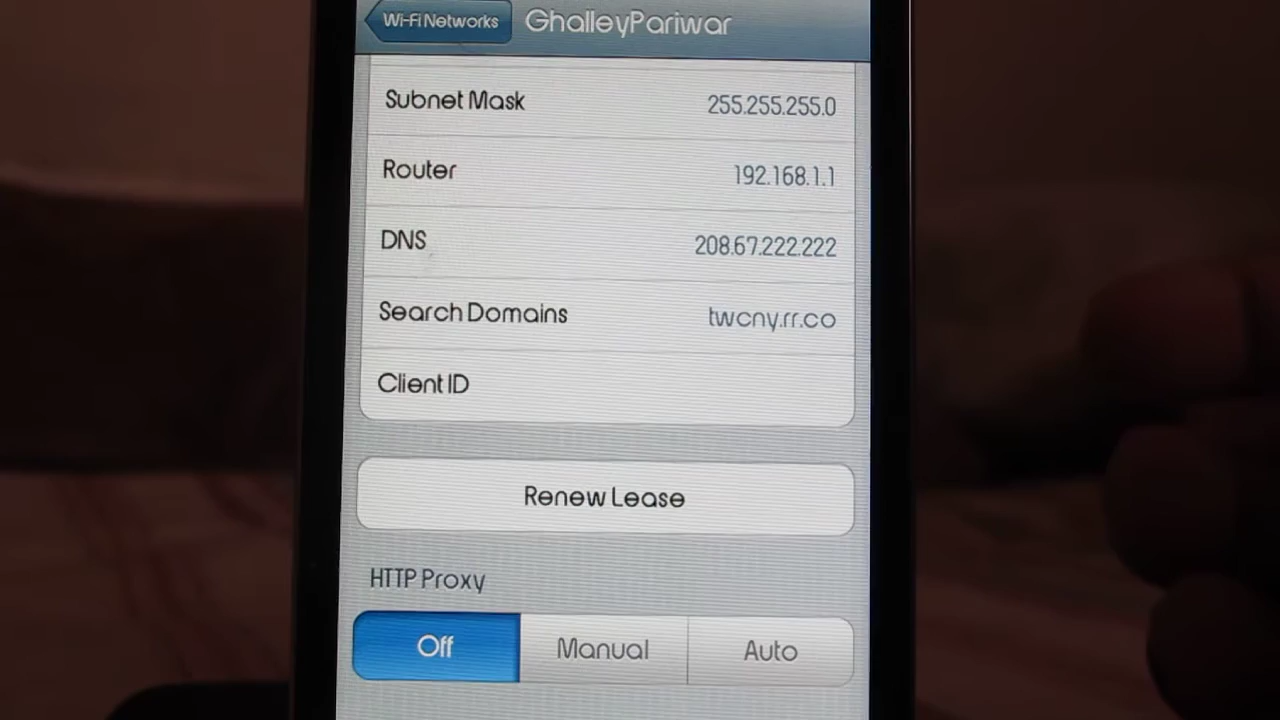 Wi-Fi Networks GhalleyPariwar
Subnet Mask 255.255.255.0
Router 192.168.1.1
DNS 208.67.222.222
Search Domains twcny.rr.co
Client ID
Renew Lease
HTTP Proxy
Off Manual Auto